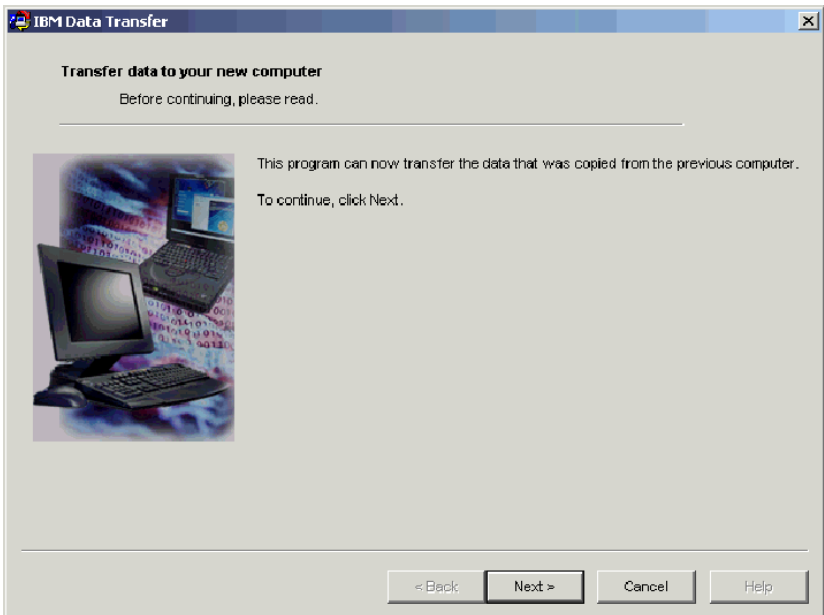 IBM Data Transfer
Transfer data to your new computer
Before continuing, please read.
This program can now transfer the data that was copied from the previous computer.
To continue, click Next.
< Back
Next >
Cancel
Help